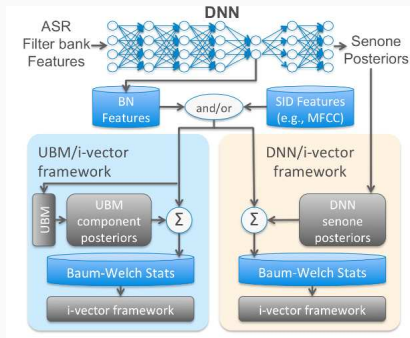 DNN
ASR
Filter bank
Features
Senone
Posteriors
BN
Features
and/or
SID Features
(e.g., MFCC)
UBM/i-vector
framework
DNN/i-vector
framework
UBM
UBM
component
posteriors
Σ
Σ
DNN
senone
posteriors
Baum-Welch Stats
Baum-Welch Stats
i-vector framework
i-vector framework